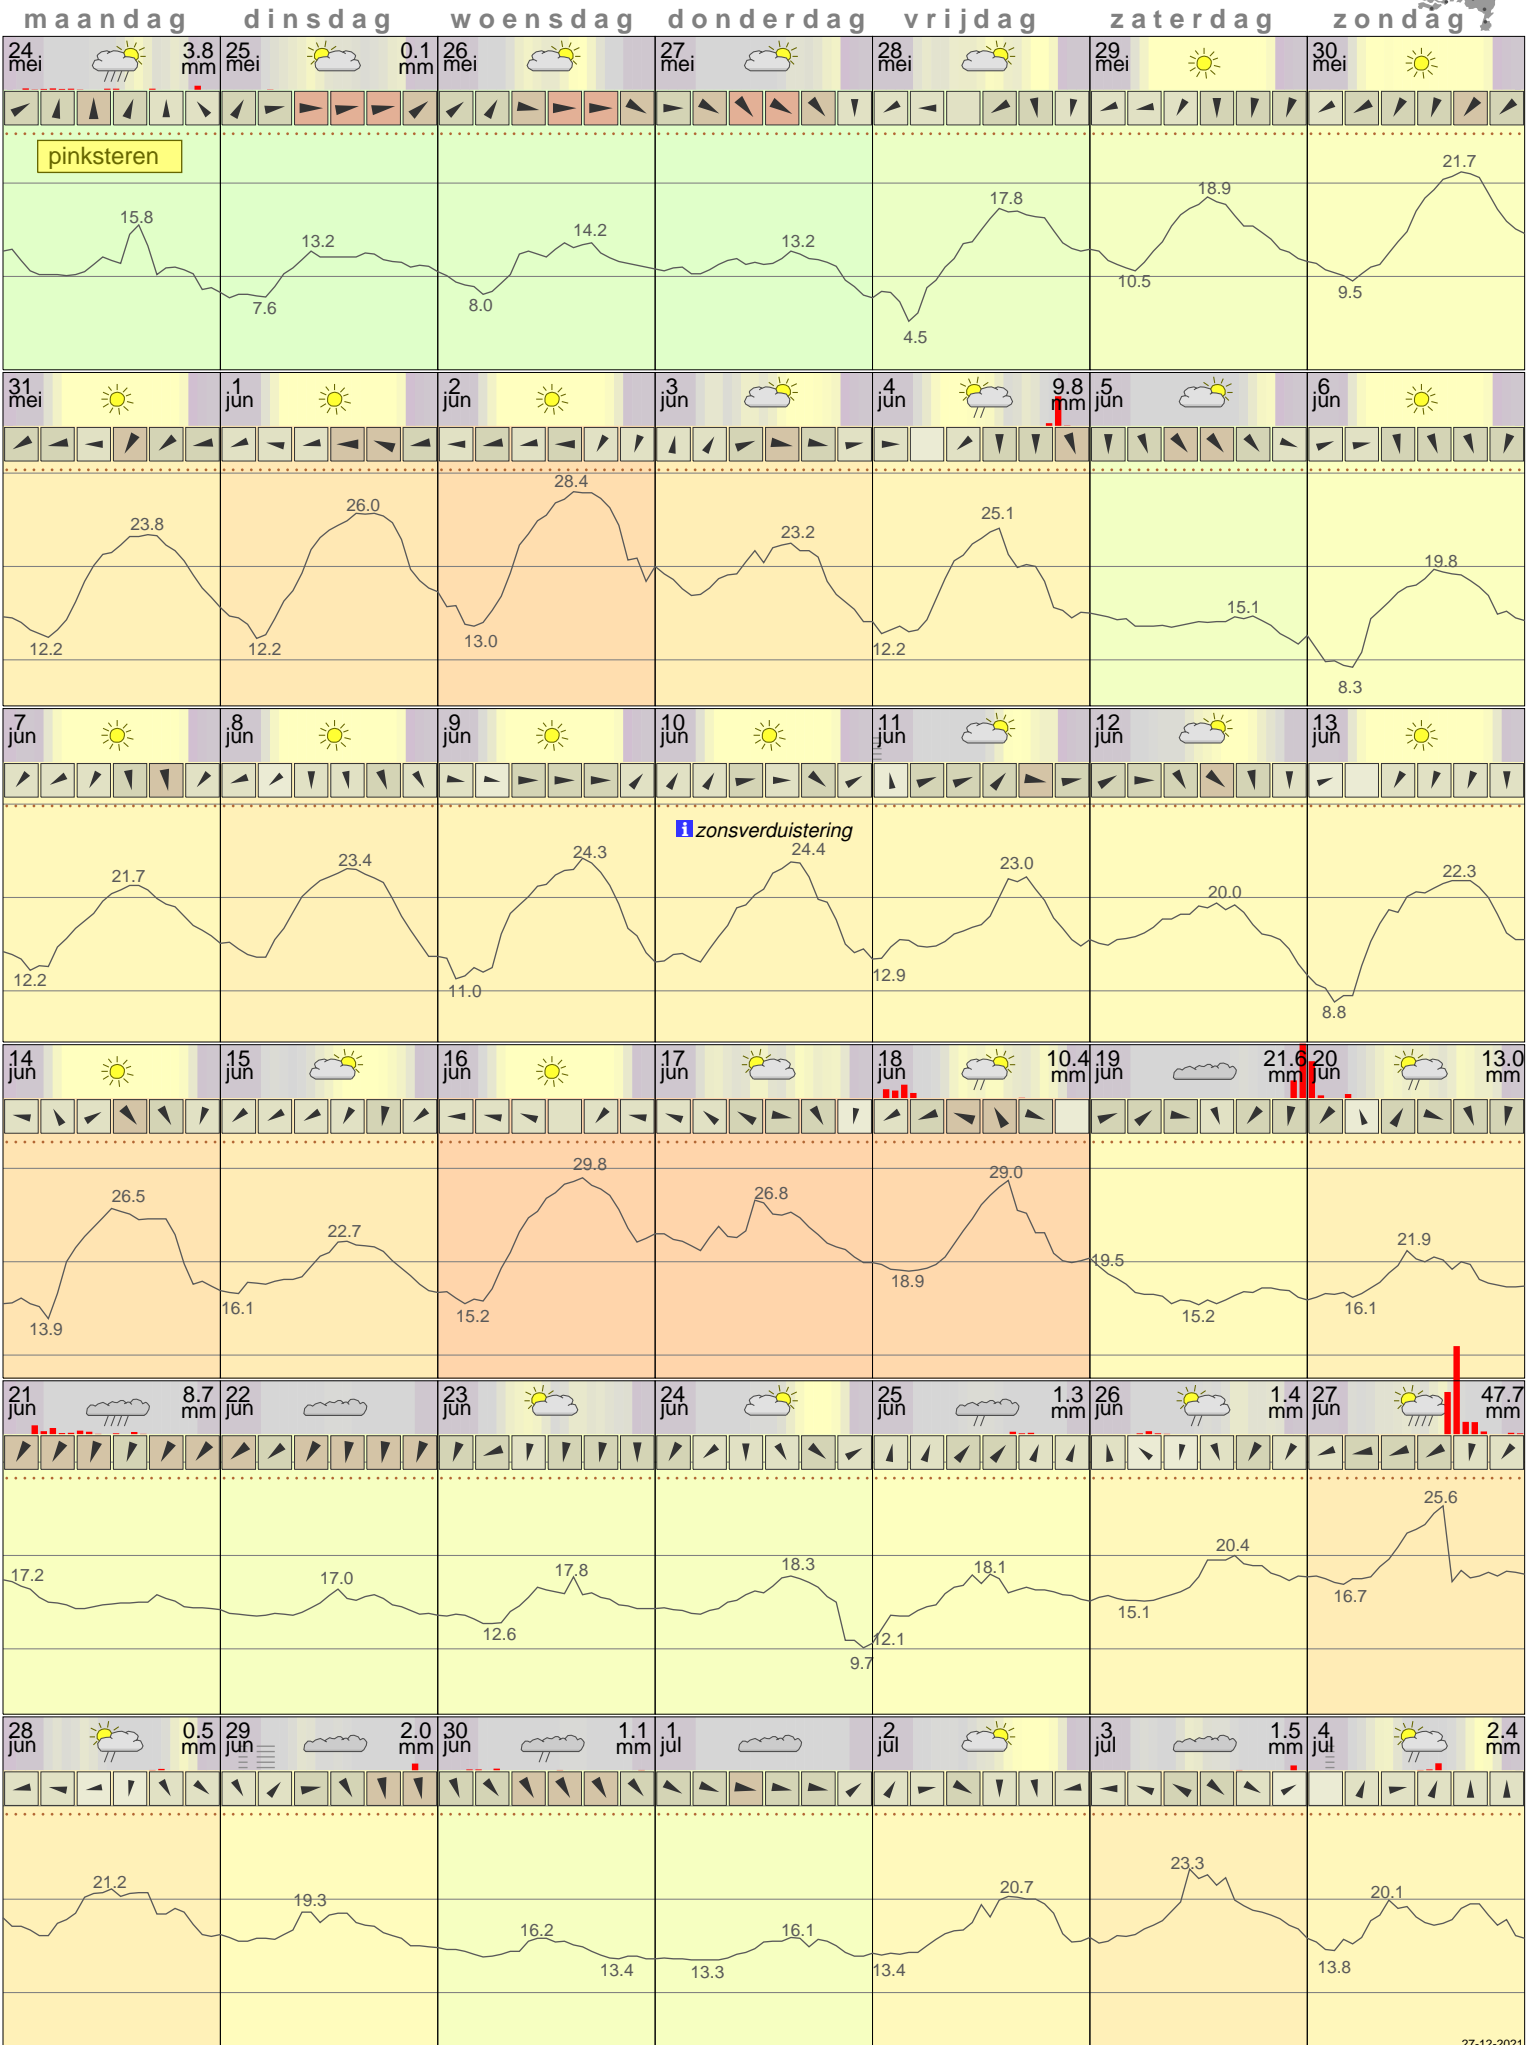 maandag dinsdag woensdag donderdag vrijdag zaterdag zondag
24 mei 3.8 mm 25 mei 0.1 mm 26 mei 27 mei 28 mei 29 mei 30 mei
pinksteren
15.8 13.2 7.6 14.2 8.0 13.2 17.8 4.5 18.9 10.5 21.7 9.5
31 mei 1 jun 2 jun 3 jun 4 jun 9.8 mm 5 jun 6 jun
23.8 12.2 26.0 12.2 28.4 13.0 23.2 25.1 12.2 15.1 19.8 8.3
7 jun 8 jun 9 jun 10 jun 11 jun 12 jun 13 jun
i zonsverduistering
21.7 12.2 23.4 24.3 11.0 24.4 23.0 12.9 20.0 22.3 8.8
14 jun 15 jun 16 jun 17 jun 18 jun 10.4 mm 19 jun 21.6 mm 20 jun 13.0 mm
26.5 13.9 22.7 16.1 29.8 15.2 26.8 29.0 18.9 19.5 15.2 21.9 16.1
21 jun 8.7 mm 22 jun 23 jun 24 jun 25 jun 1.3 mm 26 jun 1.4 mm 27 jun 47.7 mm
17.2 17.0 17.8 12.6 18.3 9.7 18.1 12.1 20.4 15.1 25.6 16.7
28 jun 0.5 mm 29 jun 2.0 mm 30 jun 1.1 mm 1 jul 2 jul 3 jul 1.5 mm 4 jul 2.4 mm
21.2 19.3 16.2 13.4 16.1 13.3 20.7 13.4 23.3 20.1 13.8
27-12-2021